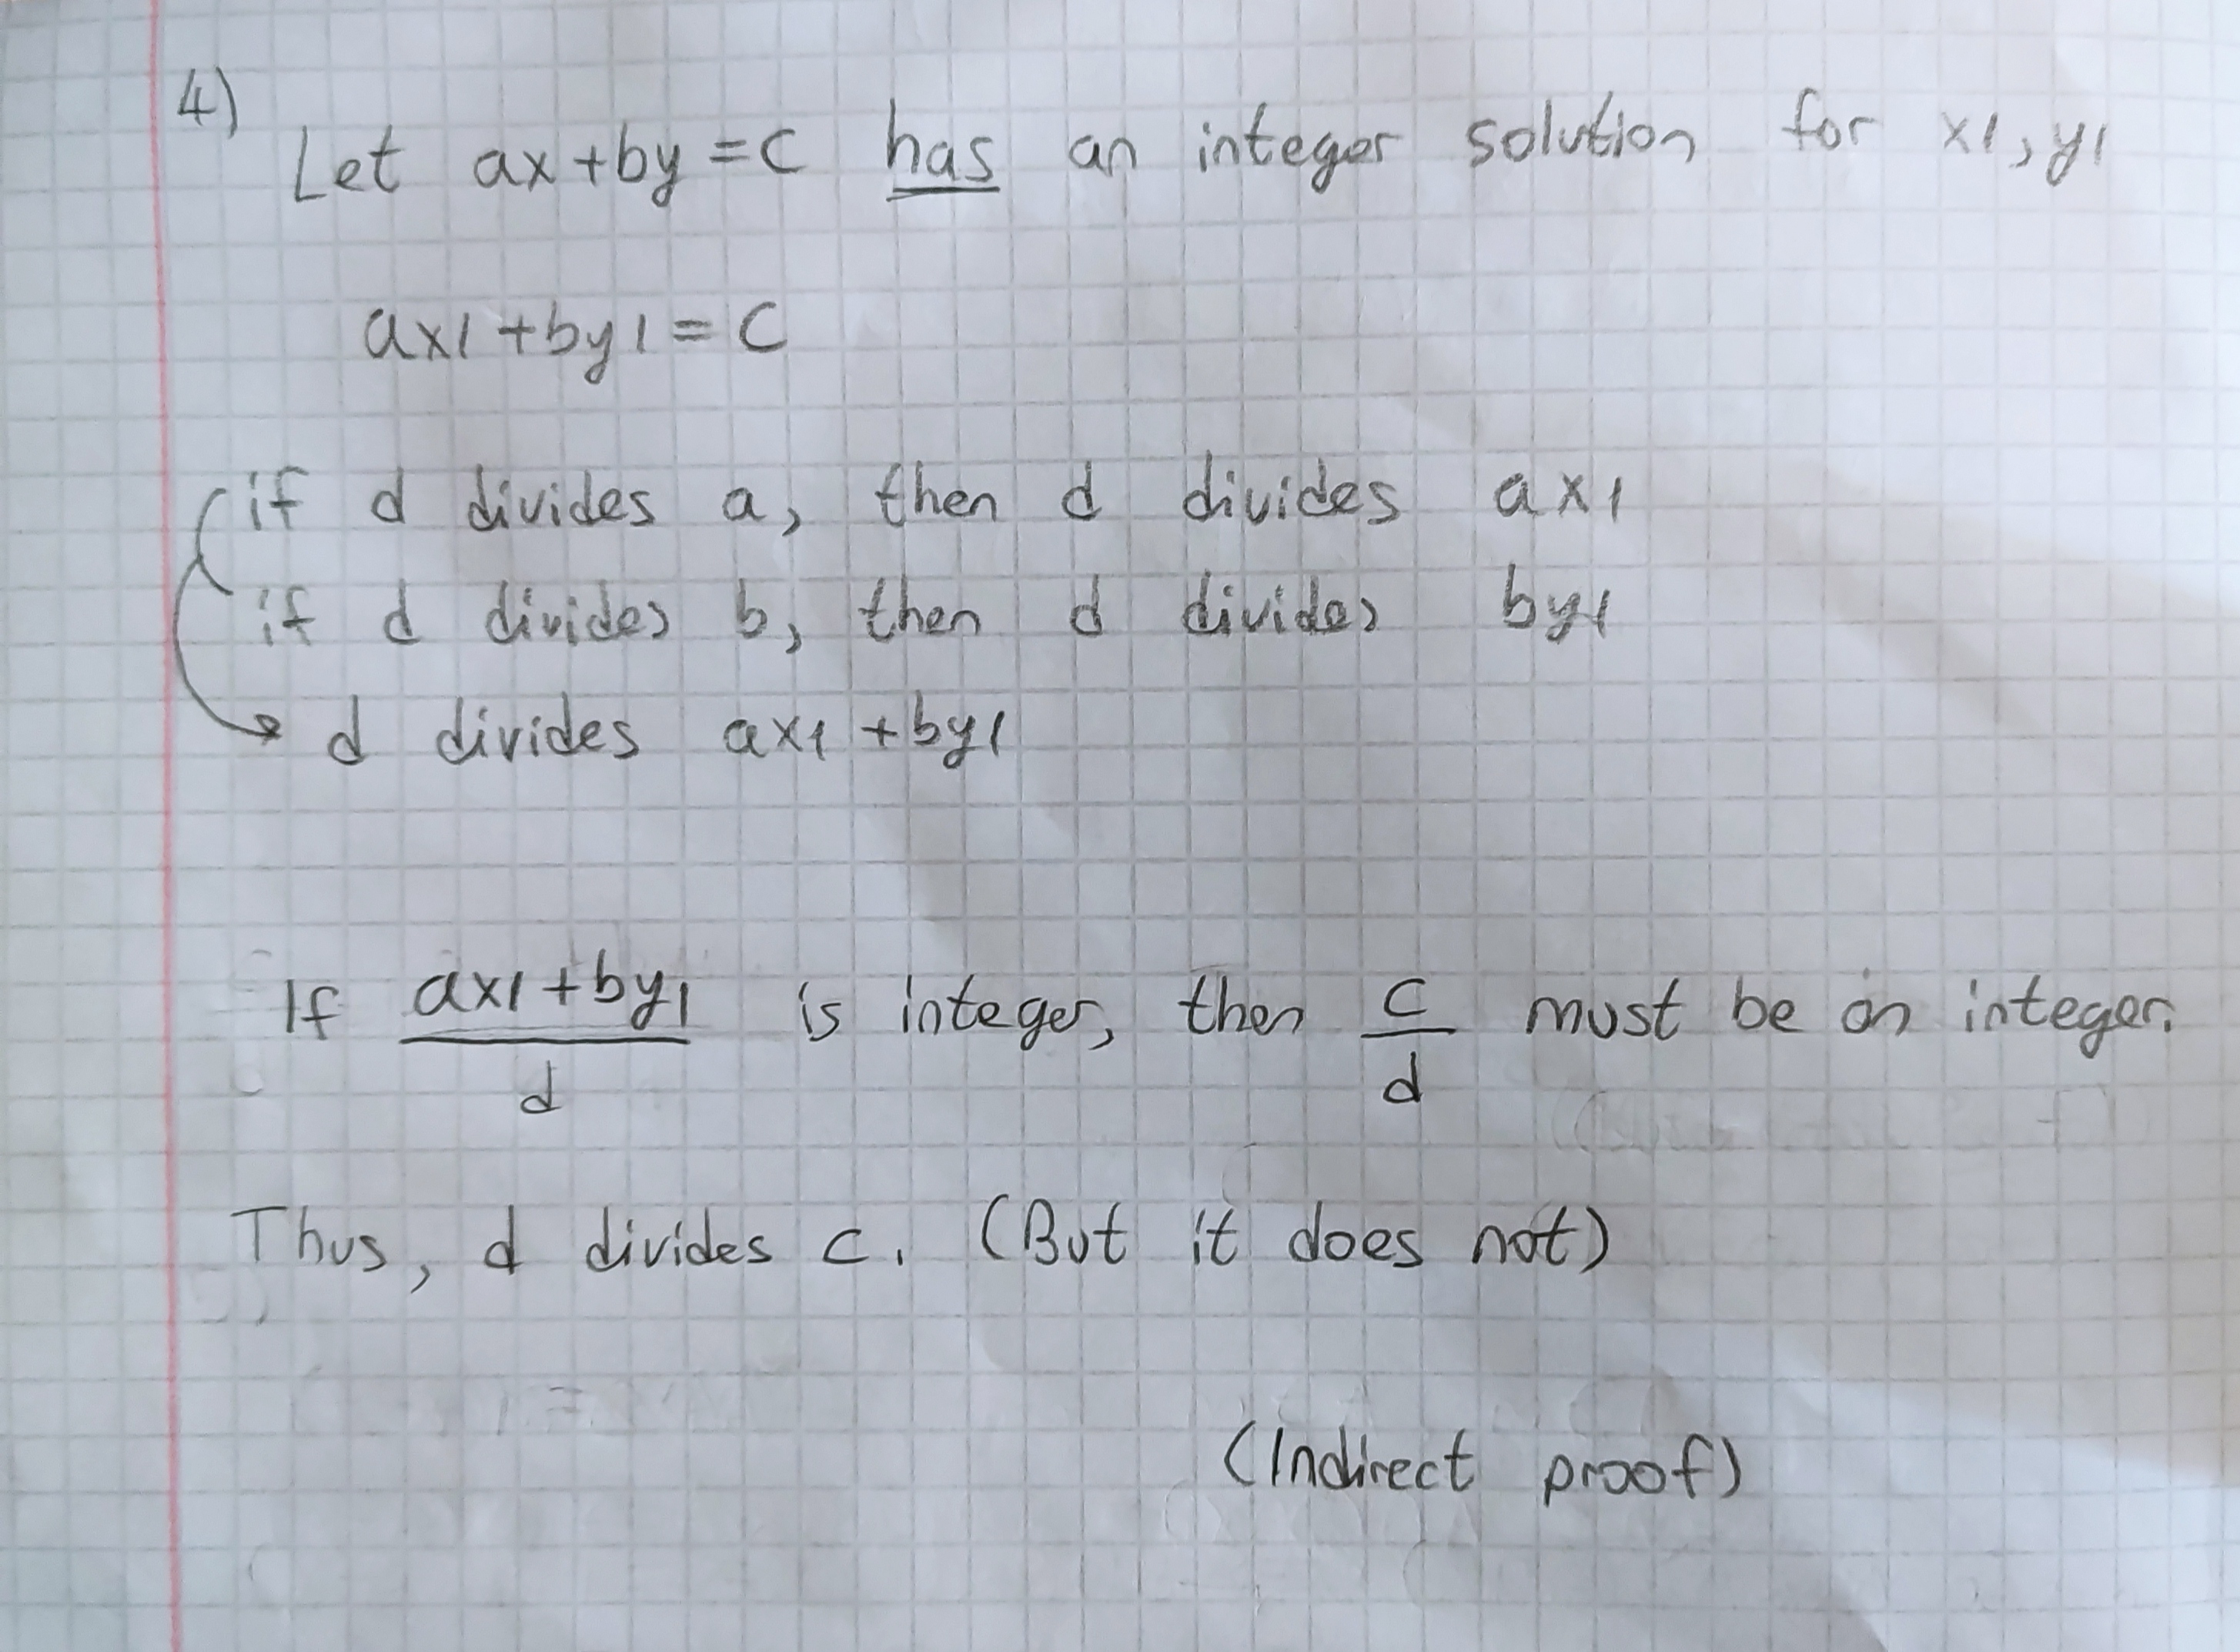 4)
Let ax+by=c has an integer solution for x1, y1
ax1+by1=c
if d divides a, then d divides ax1
if d divides b, then d divides by1
d divides ax1+by1
If (ax1+by1)/d is integer, then c/d must be an integer.
Thus, d divides c. (But it does not)
(Indirect proof)